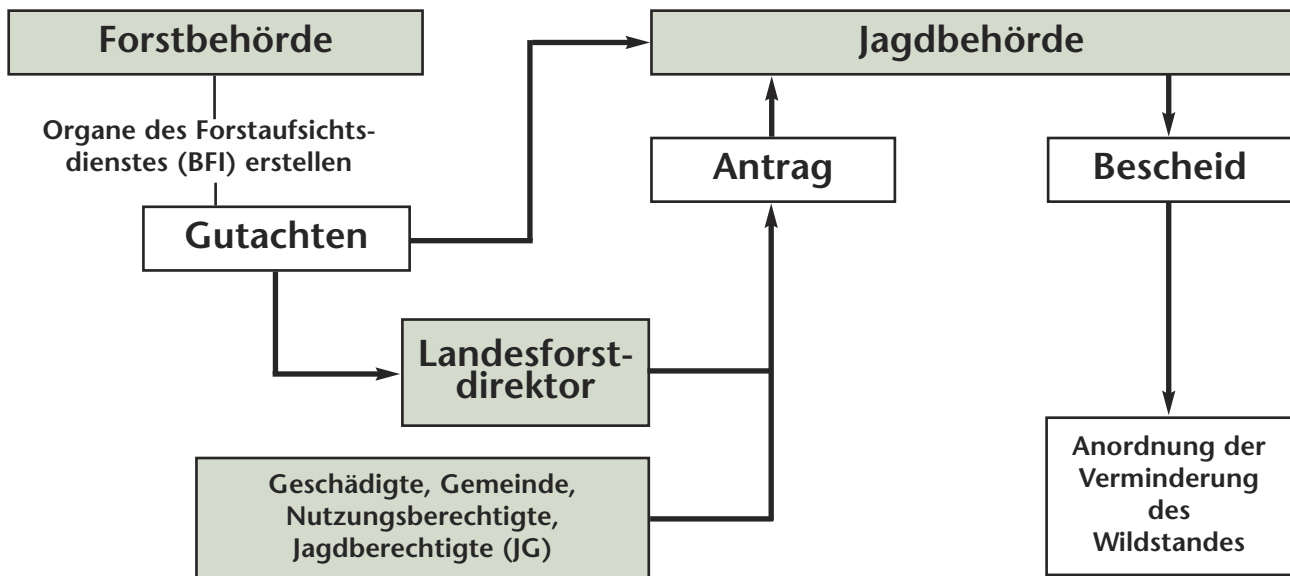 Forstbehörde
Jagdbehörde
Organe des Forstaufsichts-
dienstes (BFI) erstellen
Antrag
Bescheid
Gutachten
Landesforst-
direktor
Geschädigte, Gemeinde,
Nutzungsberechtigte,
Jagdberechtigte (JG)
Anordnung der
Verminderung
des
Wildstandes